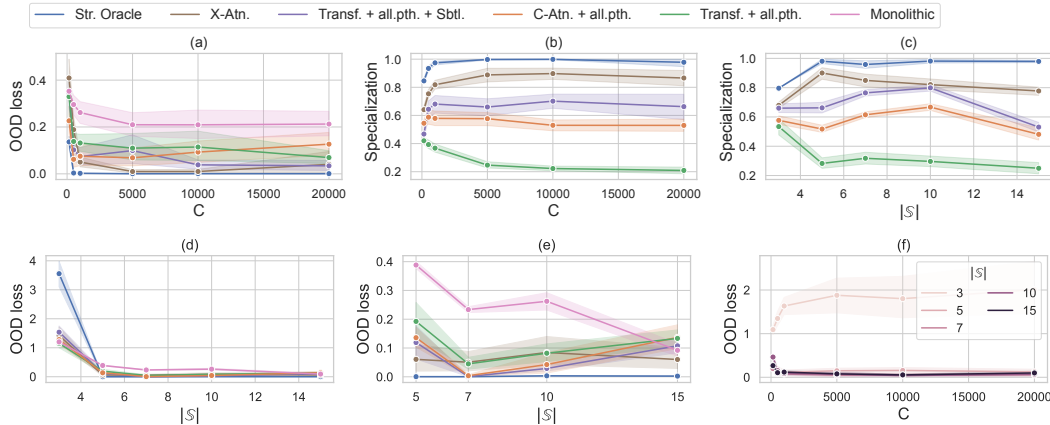 Str. Oracle X-Atn. Transf. + all.pth. + Sbtl. C-Atn. + all.pth. Transf. + all.pth. Monolithic
(a) (b) (c)
OOD loss
0.4
0.2
0.0
0 5000 10000 15000 20000
C
Specialization
1.0
0.8
0.6
0.4
0.2
0 5000 10000 15000 20000
C
Specialization
1.0
0.8
0.6
0.4
0.2
4 6 8 10 12 14
|𝕊|
(d) (e) (f)
OOD loss
4
3
2
1
0
4 6 8 10 12 14
|𝕊|
OOD loss
0.4
0.3
0.2
0.1
0.0
5 7 10 15
|𝕊|
OOD loss
2
1
0
0 5000 10000 15000 20000
C
|𝕊|
3 10
5 15
7